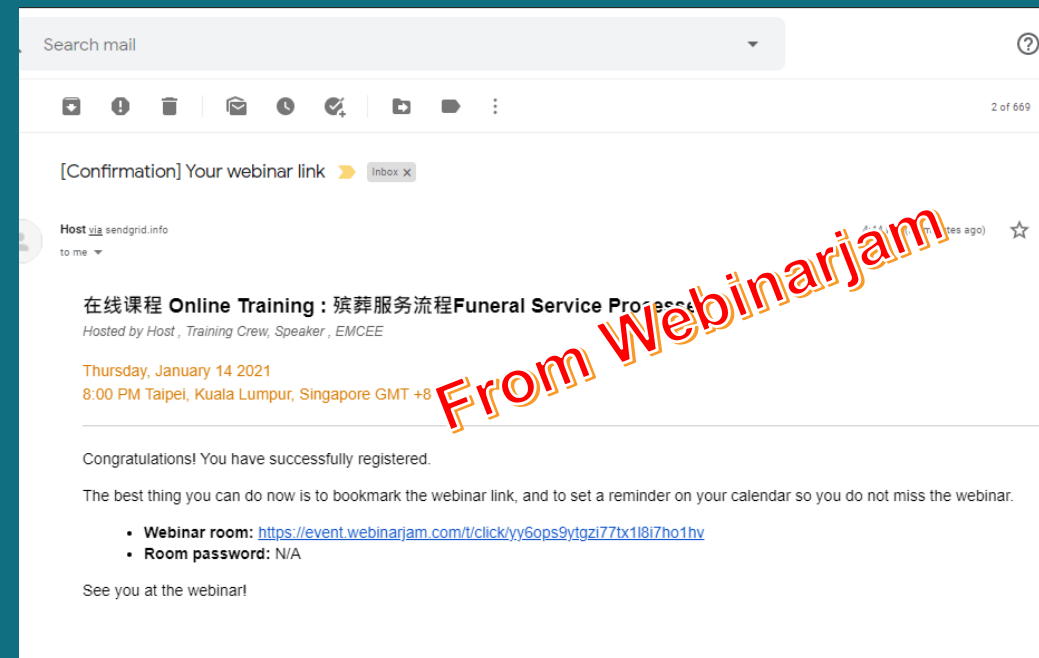 Search mail
2 of 669
[Confirmation] Your webinar link
Inbox x
Host via sendgrid.info
tes ago)
to me
在线课程 Online Training : 殡葬服务流程Funeral Service Processe
Hosted by Host , Training Crew, Speaker , EMCEE
Thursday, January 14 2021
8:00 PM Taipei, Kuala Lumpur, Singapore GMT +8
From Webinarjam
Congratulations! You have successfully registered.
The best thing you can do now is to bookmark the webinar link, and to set a reminder on your calendar so you do not miss the webinar.
• Webinar room: https://event.webinarjam.com/t/click/yy6ops9ytgzi77tx1l8i7ho1hv
• Room password: N/A
See you at the webinar!